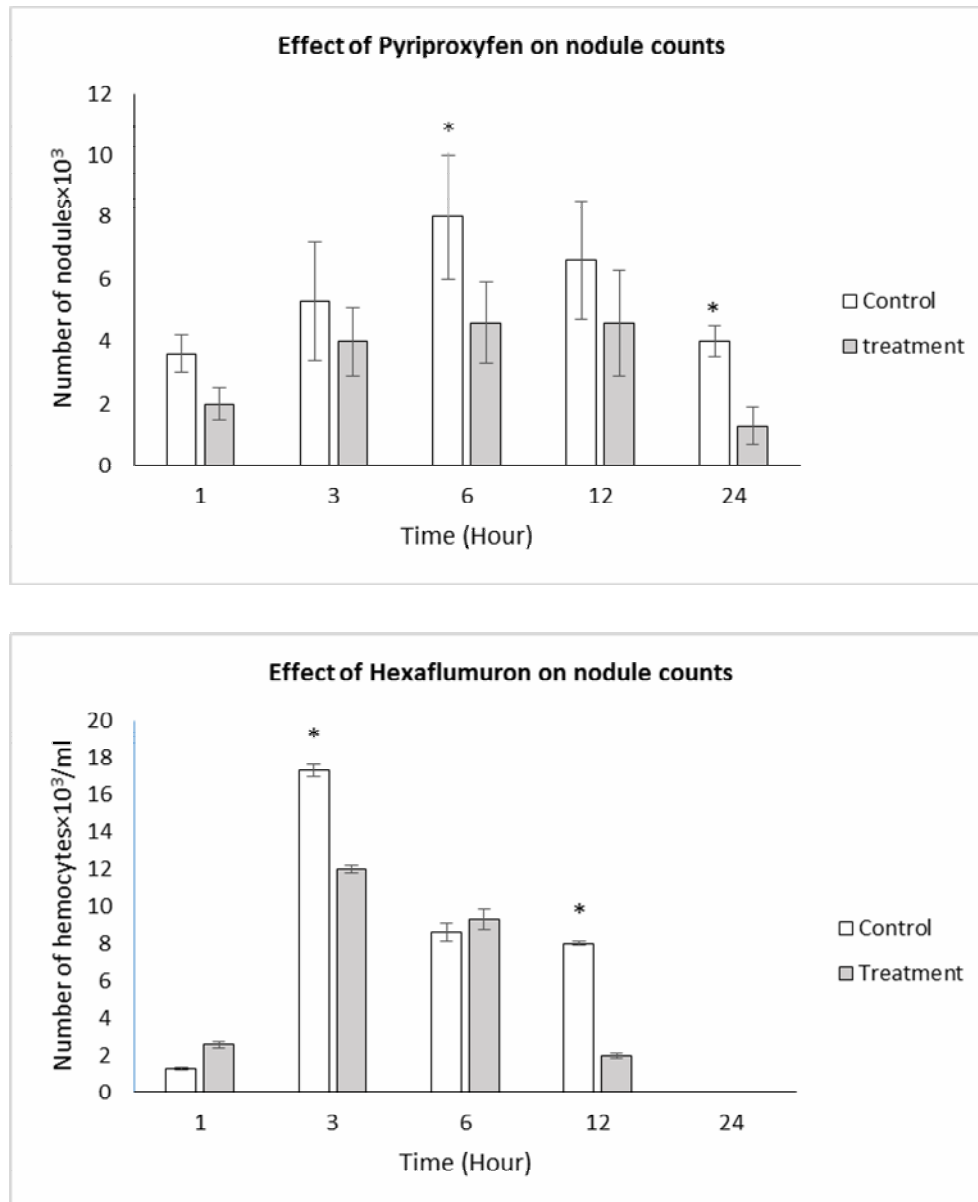 Effect of Pyriproxyfen on nodule counts
Number of nodules×10³
12
10
8
6
4
2
0
*
*
1 3 6 12 24
Time (Hour)
Control
treatment
Effect of Hexaflumuron on nodule counts
Number of hemocytes×10³/ml
20
18
16
14
12
10
8
6
4
2
0
*
*
1 3 6 12 24
Time (Hour)
Control
Treatment